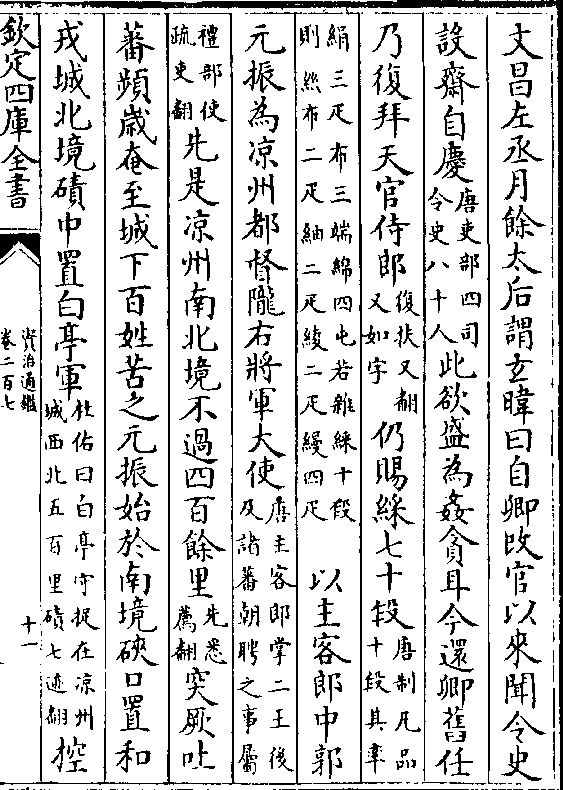 文昌左丞月餘太后謂玄暐曰自卿改官以來聞令史
設齋自慶唐吏部四司令史八十人此欲盛為姦貪耳今還卿舊任
乃復拜天官侍郎復扶又翻又如字仍賜綵七十段唐制凡品十段其率
絹三疋布三端綿四屯若雜綵十段則絲布二疋紬二疋綾二疋縵四疋以主客郎中郭
元振為凉州都督隴右將軍大使唐主客郎掌二王後及諸蕃朝聘之事屬
禮部使疏吏翻先是凉州南北境不過四百餘里先悉薦翻突厥吐
蕃頻歲奄至城下百姓苦之元振始於南境硤口置和
戎城北境磧中置白亭軍杜佑曰白亭守捉在凉州城西北五百里磧七迹翻控
欽定四庫全書
資治通鑑
卷二百七
十一